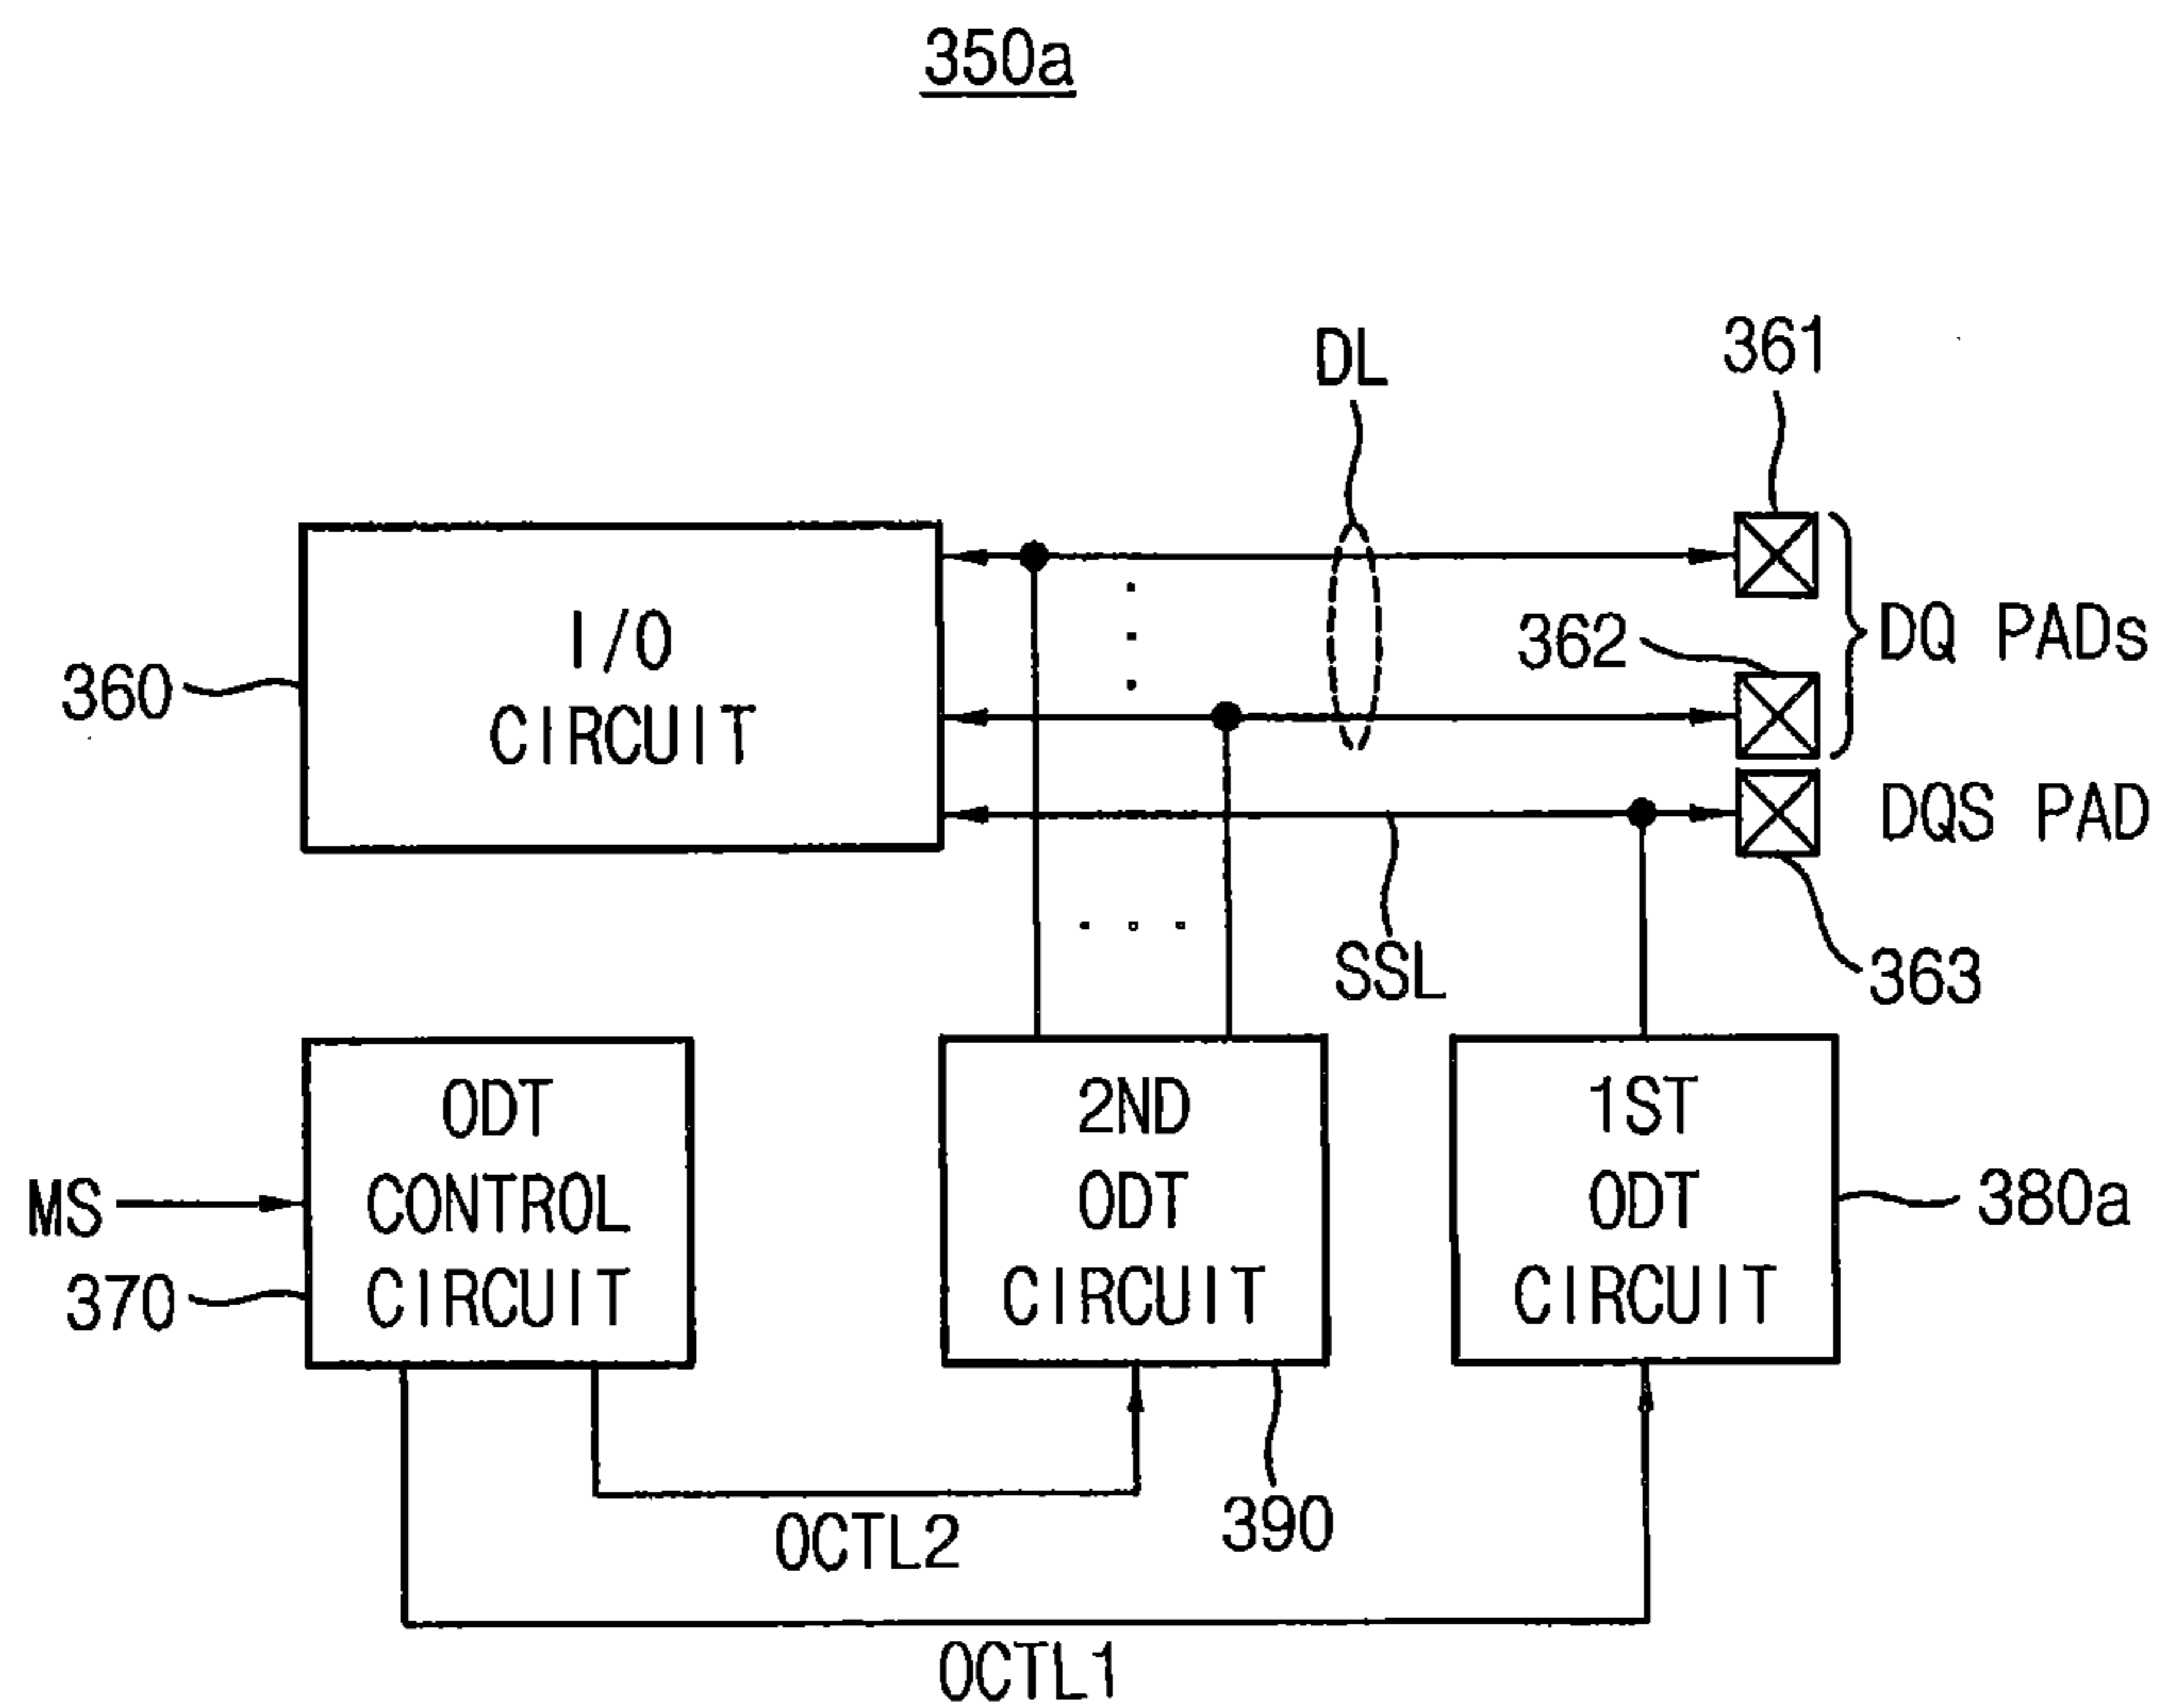 350a
DL
361
I/O
CIRCUIT
360
362
DQ PADs
DQS PAD
SSL
363
ODT
CONTROL
CIRCUIT
MS
370
2ND
ODT
CIRCUIT
1ST
ODT
CIRCUIT
380a
390
OCTL2
OCTL1